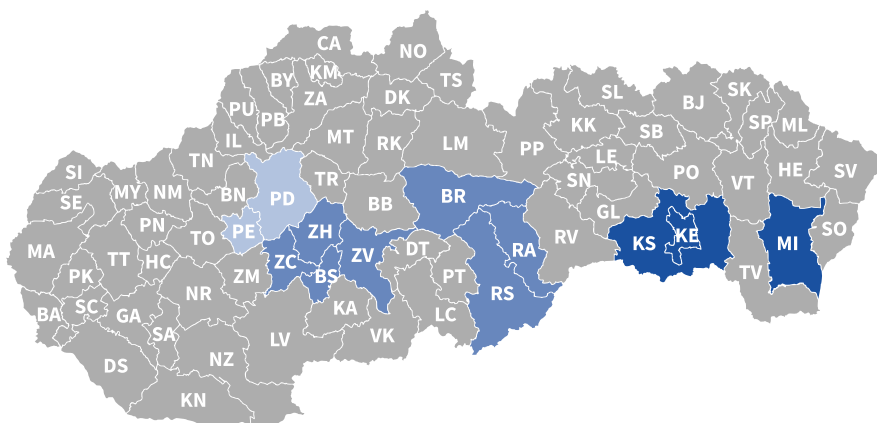 CA
NO
BY
KM
TS
ZA
DK
SL
SK
BJ
PU
PB
KK
SP
ML
IL
MT
RK
LM
PP
SB
TN
LE
SI
TR
PO
HE
SV
MY
NM
BN
PD
SN
VT
SE
BB
BR
GL
PN
PE
ZH
SO
TO
RV
KS
KE
MI
MA
TT
HC
ZC
ZV
DT
RA
PK
ZM
BS
PT
TV
NR
RS
SC
BA
GA
KA
LC
SA
LV
VK
NZ
DS
KN